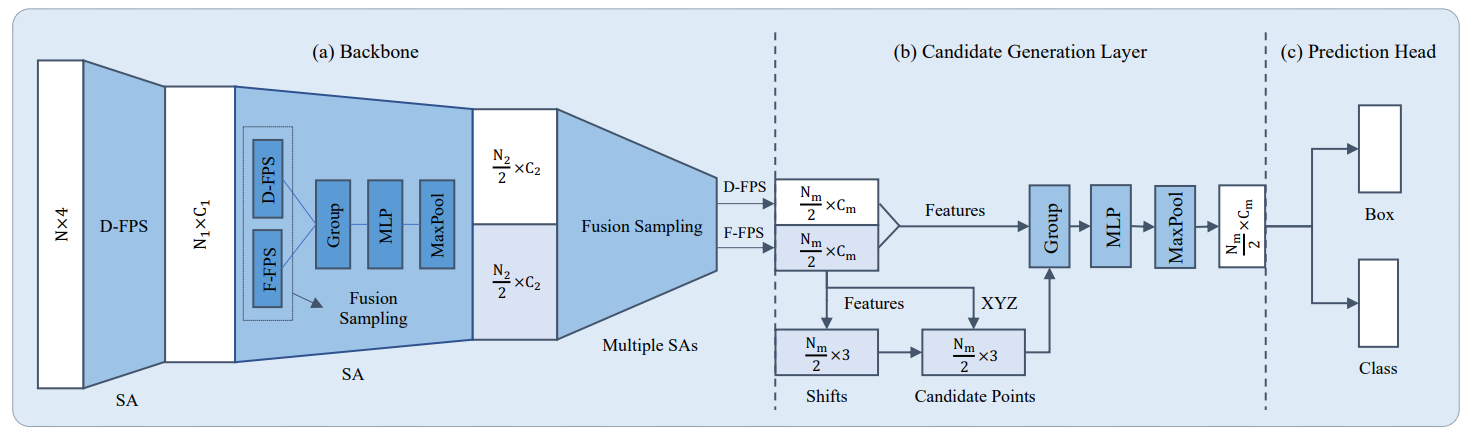 (a) Backbone
(b) Candidate Generation Layer
(c) Prediction Head
N×4
D-FPS
SA
N₁×C₁
D-FPS
F-FPS
Group
MLP
MaxPool
Fusion
Sampling
SA
N₂/2 ×C₂
N₂/2 ×C₂
Fusion Sampling
Multiple SAs
D-FPS
F-FPS
Nₘ/2 ×Cₘ
Nₘ/2 ×Cₘ
Features
Features
XYZ
Nₘ/2 ×3
Shifts
Nₘ/2 ×3
Candidate Points
Group
MLP
MaxPool
Nₘ/2 ×Cₘ
Box
Class